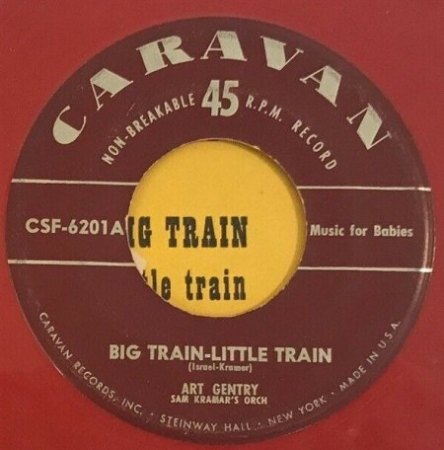 CARAVAN
NON-BREAKABLE 45 R.P.M. RECORD
CSF-6201A
Music for Babies
IG TRAIN
tle train
BIG TRAIN-LITTLE TRAIN
(Israel-Kramer)
ART GENTRY
SAM KRAMAR'S ORCH
CARAVAN RECORDS, INC. · STEINWAY HALL · NEW YORK · MADE IN U.S.A.